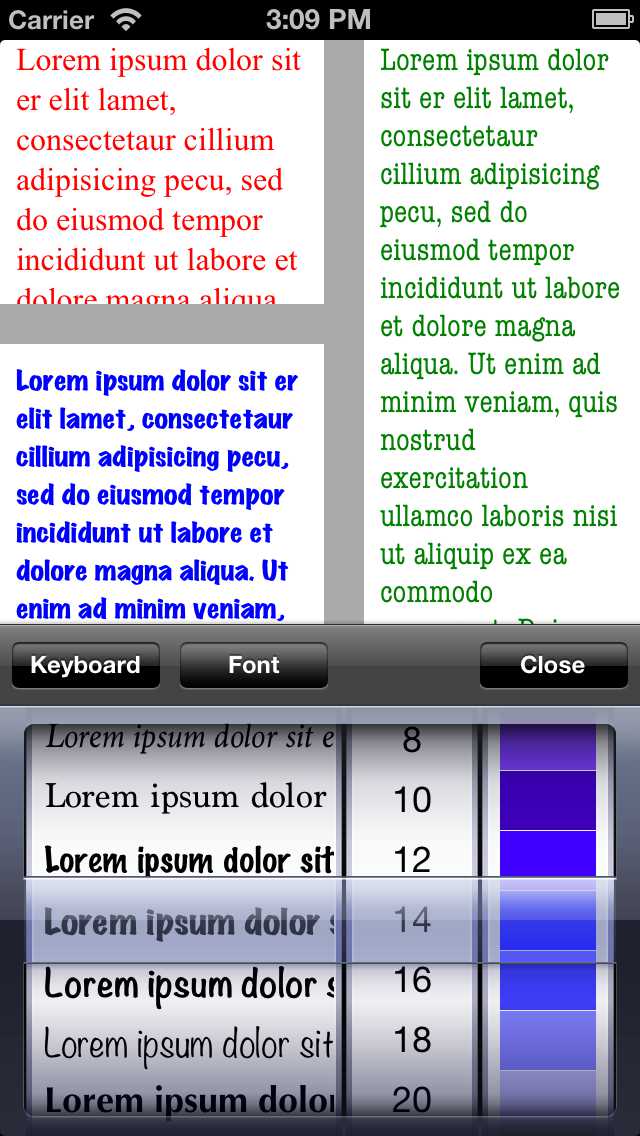 Carrier 3:09 PM
Lorem ipsum dolor sit
er elit lamet,
consectetaur cillium
adipisicing pecu, sed
do eiusmod tempor
incididunt ut labore et
dolore magna aliqua
Lorem ipsum dolor sit er
elit lamet, consectetaur
cillium adipisicing pecu,
sed do eiusmod tempor
incididunt ut labore et
dolore magna aliqua. Ut
enim ad minim veniam,
Lorem ipsum dolor
sit er elit lamet,
consectetaur
cillium adipisicing
pecu, sed do
eiusmod tempor
incididunt ut labore
et dolore magna
aliqua. Ut enim ad
minim veniam, quis
nostrud
exercitation
ullamco laboris nisi
ut aliquip ex ea
commodo
Keyboard Font Close
Lorem ipsum dolor sit e 8
Lorem ipsum dolor 10
Lorem ipsum dolor sit 12
Lorem ipsum dolor s 14
Lorem ipsum dolor s 16
Lorem ipsum dolor sit 18
Lorem ipsum dolor 20